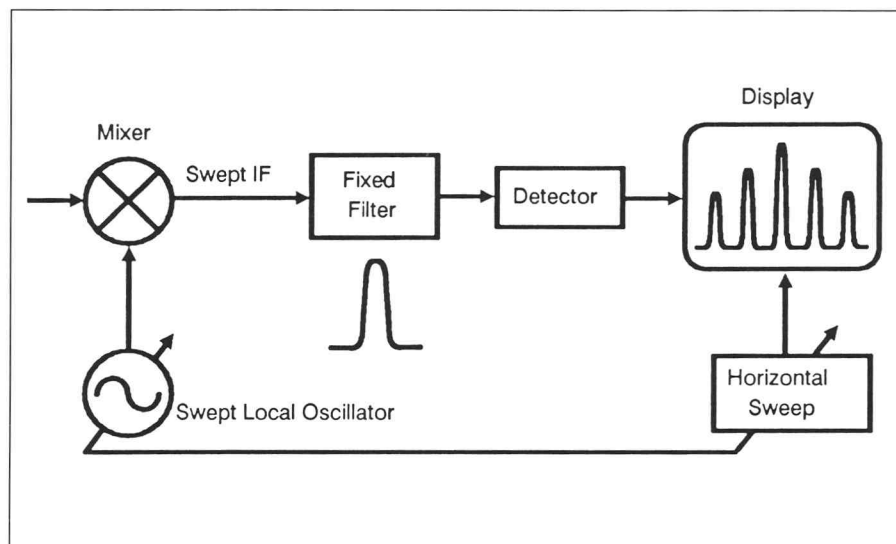 Display
Mixer
Swept IF
Fixed
Filter
Detector
Swept Local Oscillator
Horizontal
Sweep